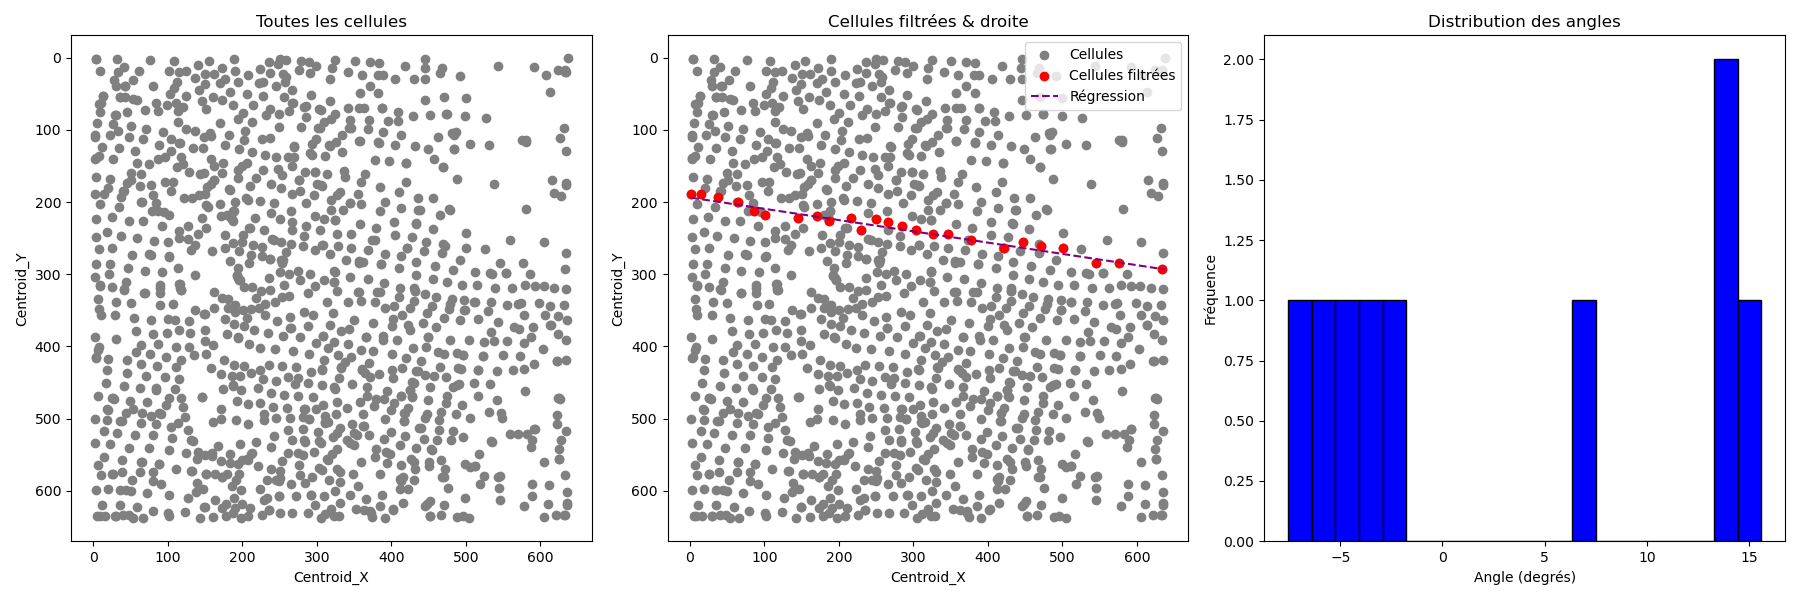 Toutes les cellules
0
100
200
300
400
500
600
Centroid_Y
0 100 200 300 400 500 600
Centroid_X
Cellules filtrées & droite
Cellules
Cellules filtrées
Régression
0
100
200
300
400
500
600
Centroid_Y
0 100 200 300 400 500 600
Centroid_X
Distribution des angles
2.00
1.75
1.50
1.25
1.00
0.75
0.50
0.25
0.00
Fréquence
−5 0 5 10 15
Angle (degrés)